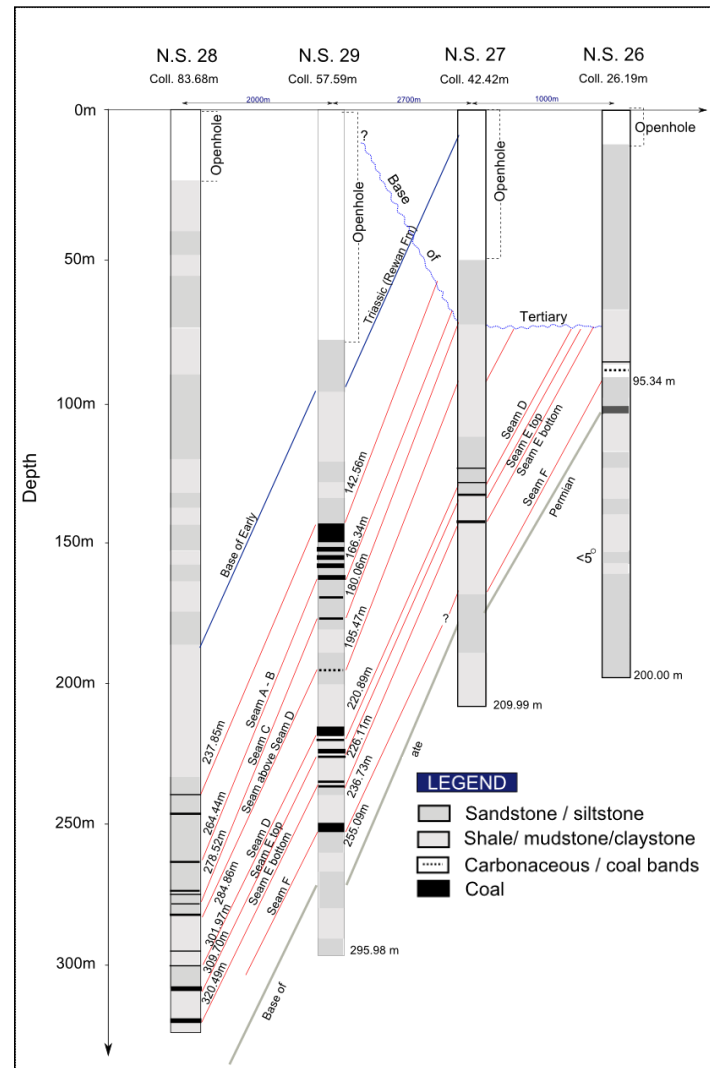 N.S. 28
N.S. 29
N.S. 27
N.S. 26
Coll. 83.68m
Coll. 57.59m
Coll. 42.42m
Coll. 26.19m
2000m
2700m
1000m
0m
50m
100m
150m
200m
250m
300m
Depth
Openhole
Openhole
Openhole
Openhole
?
Base
of
Tertiary
Base of Early
Triassic (Rewan Fm)
142.56m
166.34m
180.06m
195.47m
220.89m
226.11m
236.73m
255.09m
295.98 m
237.85m
264.44m
278.52m
284.86m
301.97m
309.70m
320.49m
Seam A - B
Seam C
Seam above Seam D
Seam D
Seam E top
Seam E bottom
Seam F
Seam D
Seam E top
Seam E bottom
Seam F
Base of
ate
?
Permian
95.34 m
<5°
200.00 m
209.99 m
LEGEND
Sandstone / siltstone
Shale/ mudstone/claystone
Carbonaceous / coal bands
Coal